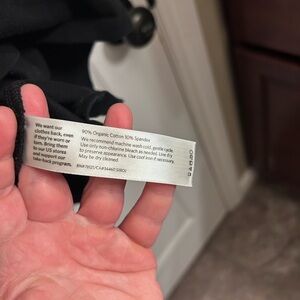 We want our
clothes back, even
if they're worn or
torn. Bring them
to our US stores
and support our
take back program.
90% Organic Cotton 10% Spandex
We recommend machine wash cold, gentle cycle
Use only non-chlorine bleach as needed. Line dry
to preserve appearance. Use cool iron if necessary.
May be dry cleaned.